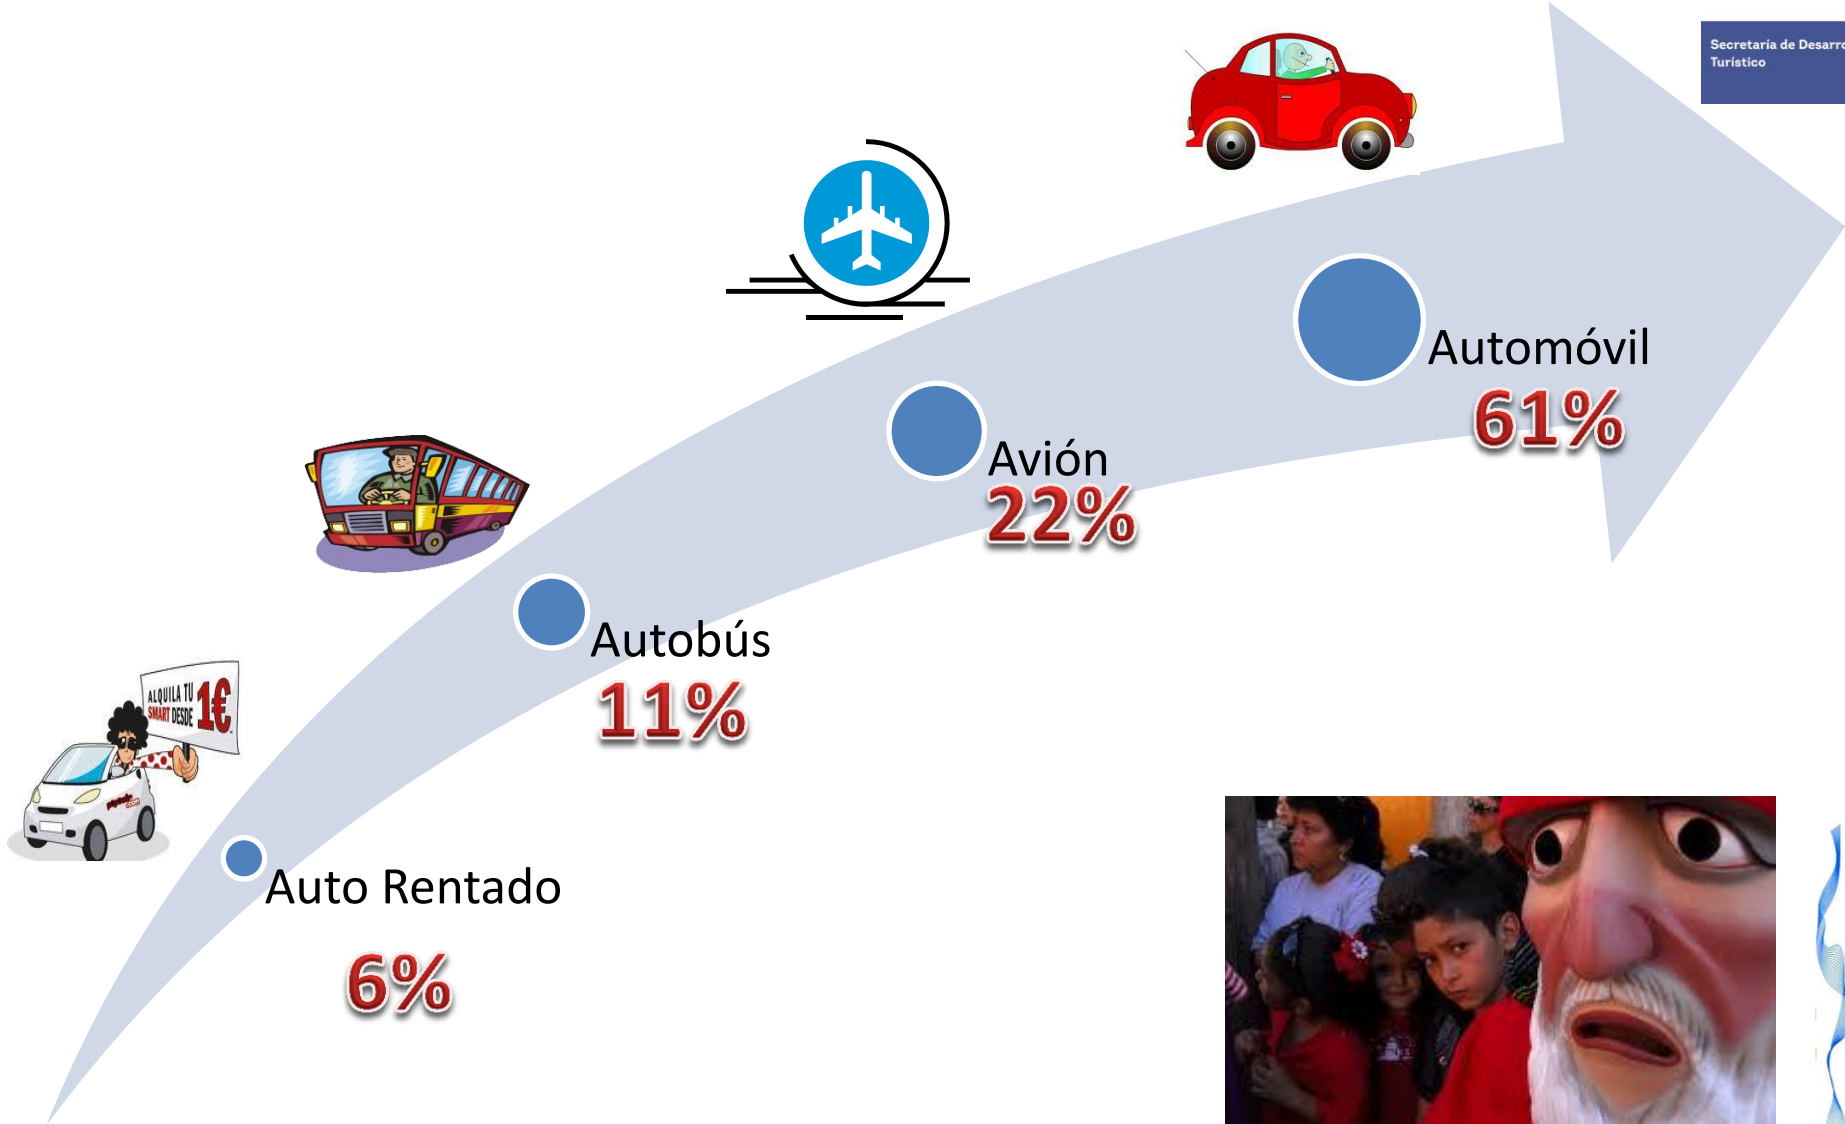 Secretaría de Desarro
Turístico
Automóvil
61%
Avión
22%
Autobús
11%
ALQUILA TU
SMART DESDE
1€
Auto Rentado
6%